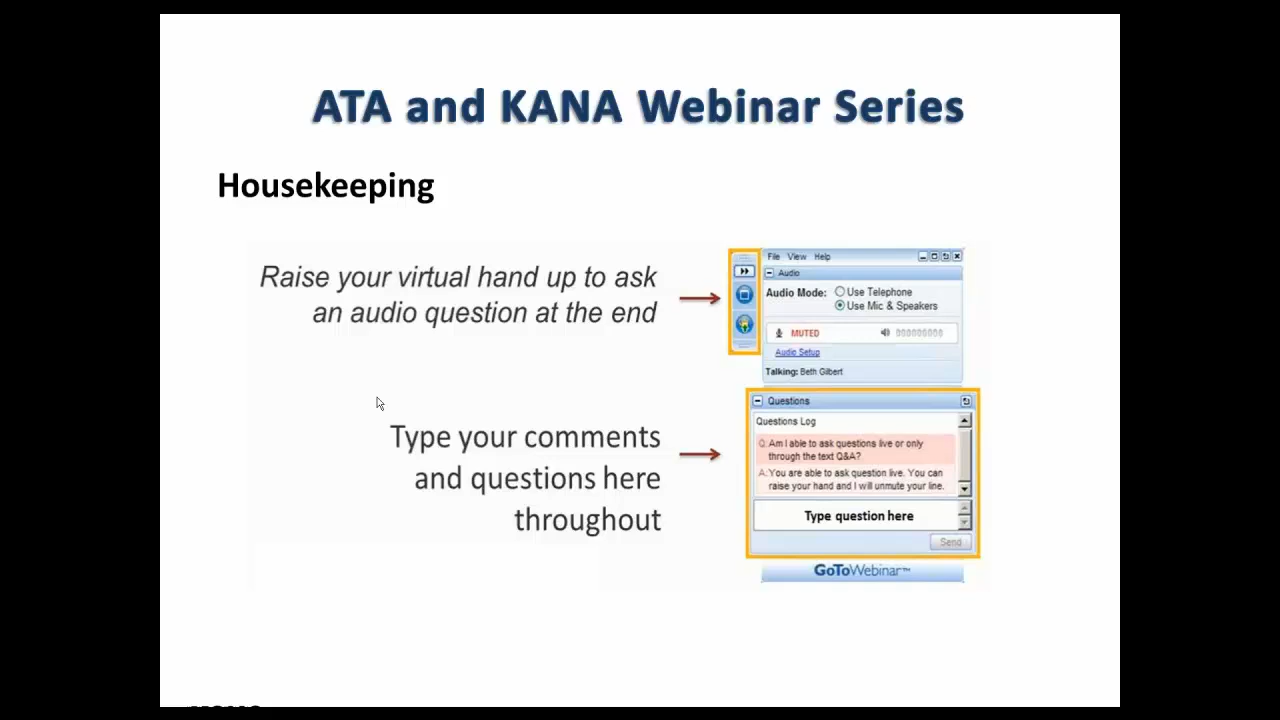 ATA and KANA Webinar Series
Housekeeping
Raise your virtual hand up to ask
an audio question at the end
File View Help
Audio
Audio Mode: Use Telephone
Use Mic & Speakers
MUTED
Audio Setup
Talking: Beth Gilbert
Type your comments
and questions here
throughout
Questions
Questions Log
Q: Am I able to ask questions live or only
through the text Q&A?
A: You are able to ask question live. You can
raise your hand and I will unmute your line.
Type question here
Send
GoToWebinar™